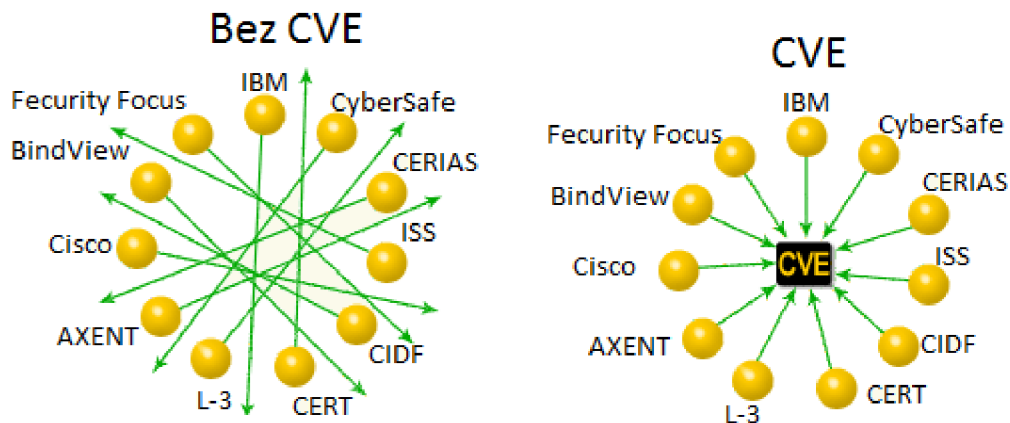 Bez CVE
IBM
Fecurity Focus
CyberSafe
BindView
CERIAS
Cisco
ISS
AXENT
CIDF
L-3
CERT
CVE
IBM
Fecurity Focus
CyberSafe
BindView
CERIAS
Cisco
CVE
ISS
AXENT
CIDF
L-3
CERT